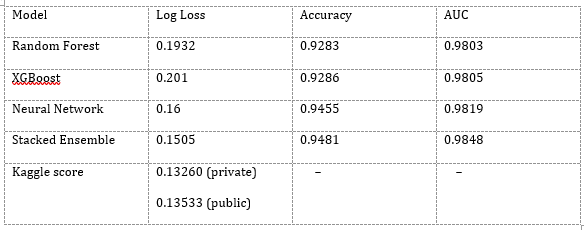 Model Log Loss Accuracy AUC
Random Forest 0.1932 0.9283 0.9803
XGBoost 0.201 0.9286 0.9805
Neural Network 0.16 0.9455 0.9819
Stacked Ensemble 0.1505 0.9481 0.9848
Kaggle score 0.13260 (private) – –
0.13533 (public)